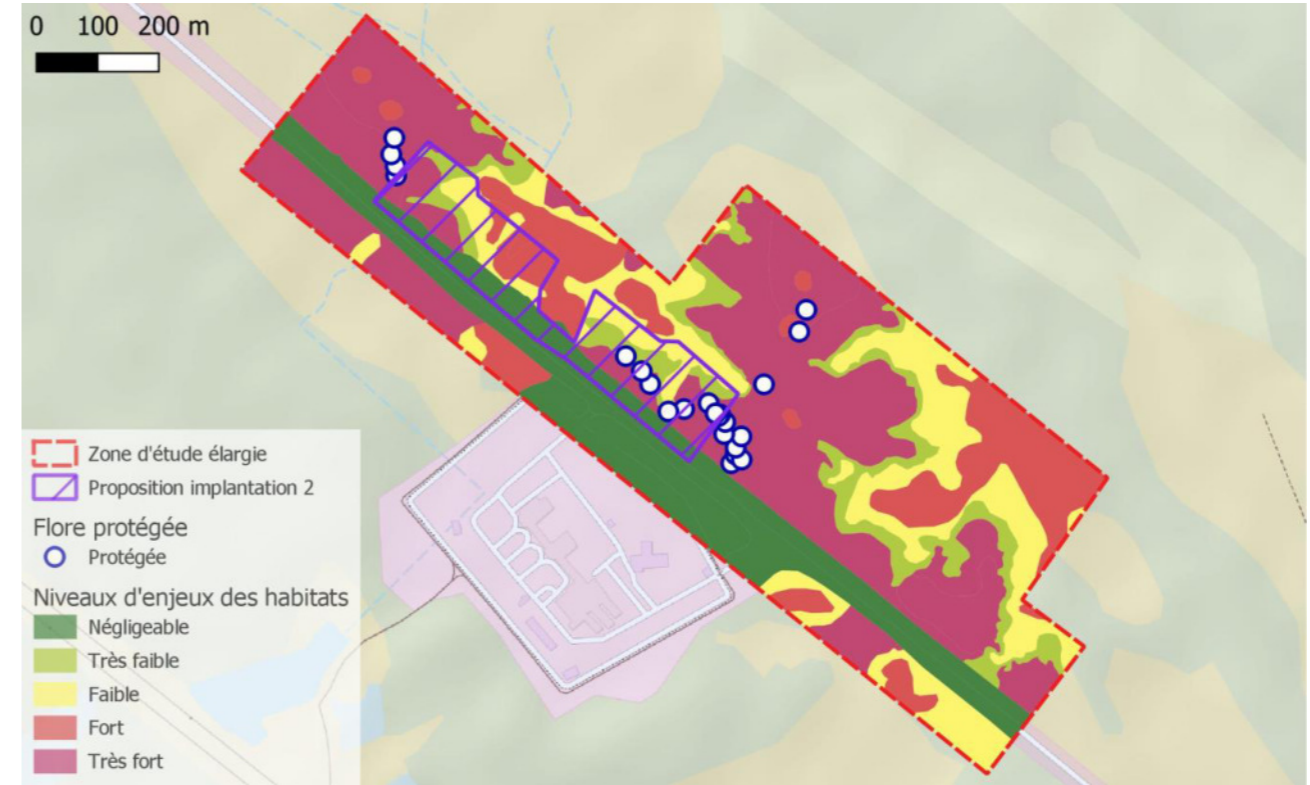 0 100 200 m
Zone d'étude élargie
Proposition implantation 2
Flore protégée
Protégée
Niveaux d'enjeux des habitats
Négligeable
Très faible
Faible
Fort
Très fort